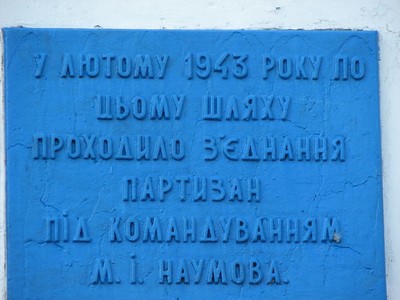 У ЛЮТОМУ 1943 РОКУ ПО
ЦЬОМУ ШЛЯХУ
ПРОХОДИЛО З'ЄДНАННЯ
ПАРТИЗАН
ПІД КОМАНДУВАННЯМ
М. І. НАУМОВА.